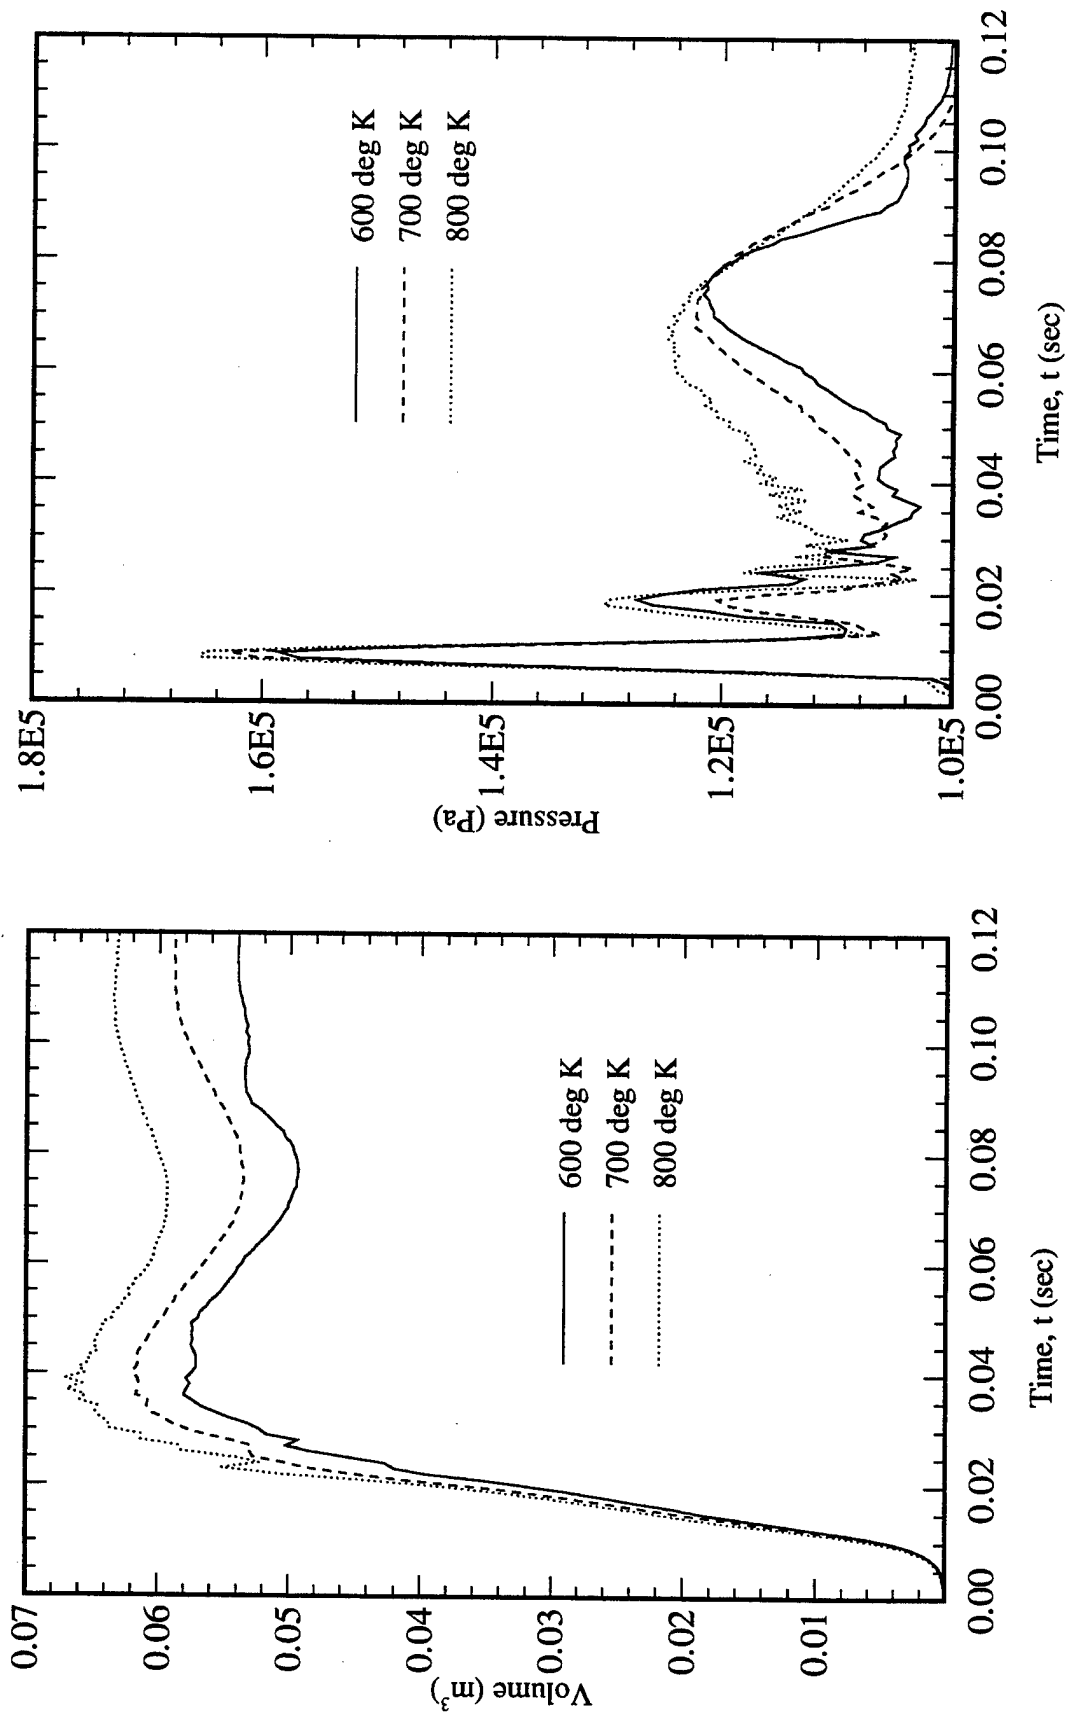 Volume (m³)
0.07
0.06
0.05
0.04
0.03
0.02
0.01
600 deg K
700 deg K
800 deg K
0.00 0.02 0.04 0.06 0.08 0.10 0.12
Time, t (sec)
Pressure (Pa)
1.8E5
1.6E5
1.4E5
1.2E5
1.0E5
600 deg K
700 deg K
800 deg K
0.00 0.02 0.04 0.06 0.08 0.10 0.12
Time, t (sec)